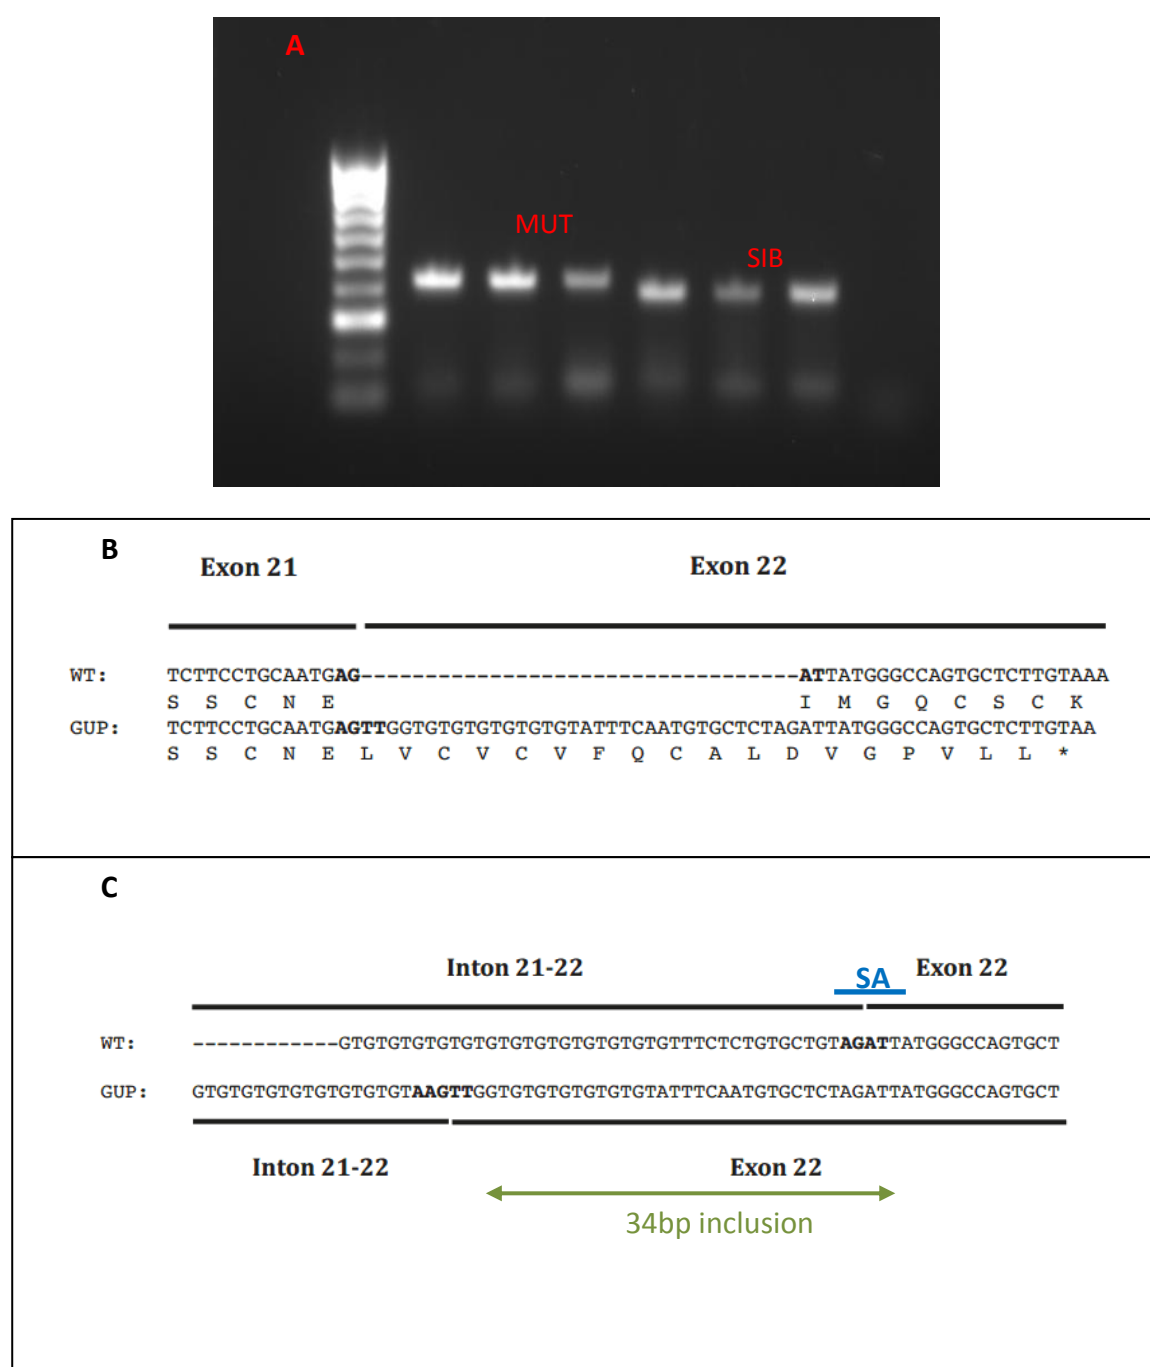 A
MUT
SIB
B
Exon 21 Exon 22
WT: TCTTCCTGCAATGAG----------------------------------ATTATGGGCCAGTGCTCTTGTAAA
S S C N E I M G Q C S C K
GUP: TCTTCCTGCAATGAGTTGGTGTGTGTGTGTGTATTTCAATGTGCTCTAGATTATGGGCCAGTGCTCTTGTAA
S S C N E L V C V C V F Q C A L D V G P V L L *
C
Inton 21-22 SA Exon 22
WT: ------------GTGTGTGTGTGTGTGTGTGTGTGTGTGTTTCTCTGTGCTGTAGATTATGGGCCAGTGCT
GUP: GTGTGTGTGTGTGTGTGTAAGTTGGTGTGTGTGTGTGTATTTCAATGTGCTCTAGATTATGGGCCAGTGCT
Inton 21-22 Exon 22
34bp inclusion